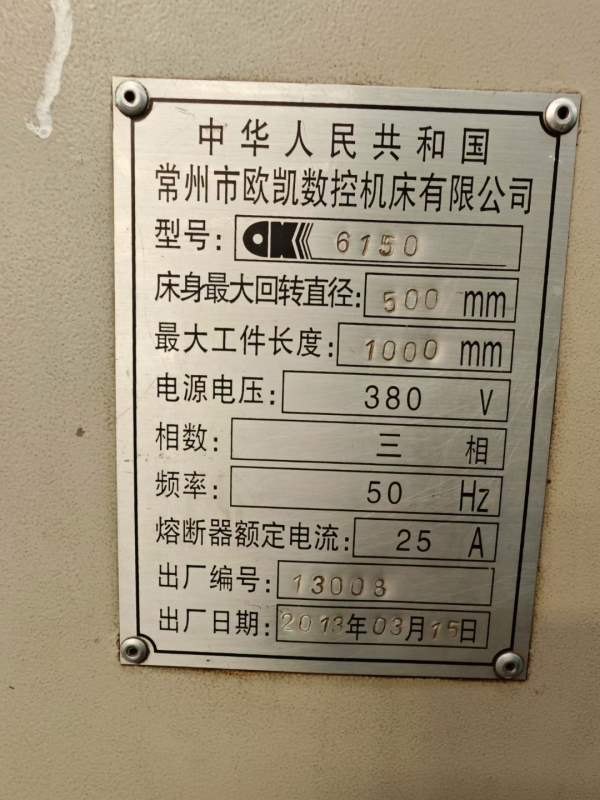 中华人民共和国
常州市欧凯数控机床有限公司
型号: CK 6150
床身最大回转直径: 500 mm
最大工件长度: 1000 mm
电源电压: 380 V
相数: 三 相
频率: 50 Hz
熔断器额定电流: 25 A
出厂编号: 13008
出厂日期: 2013年03月15日